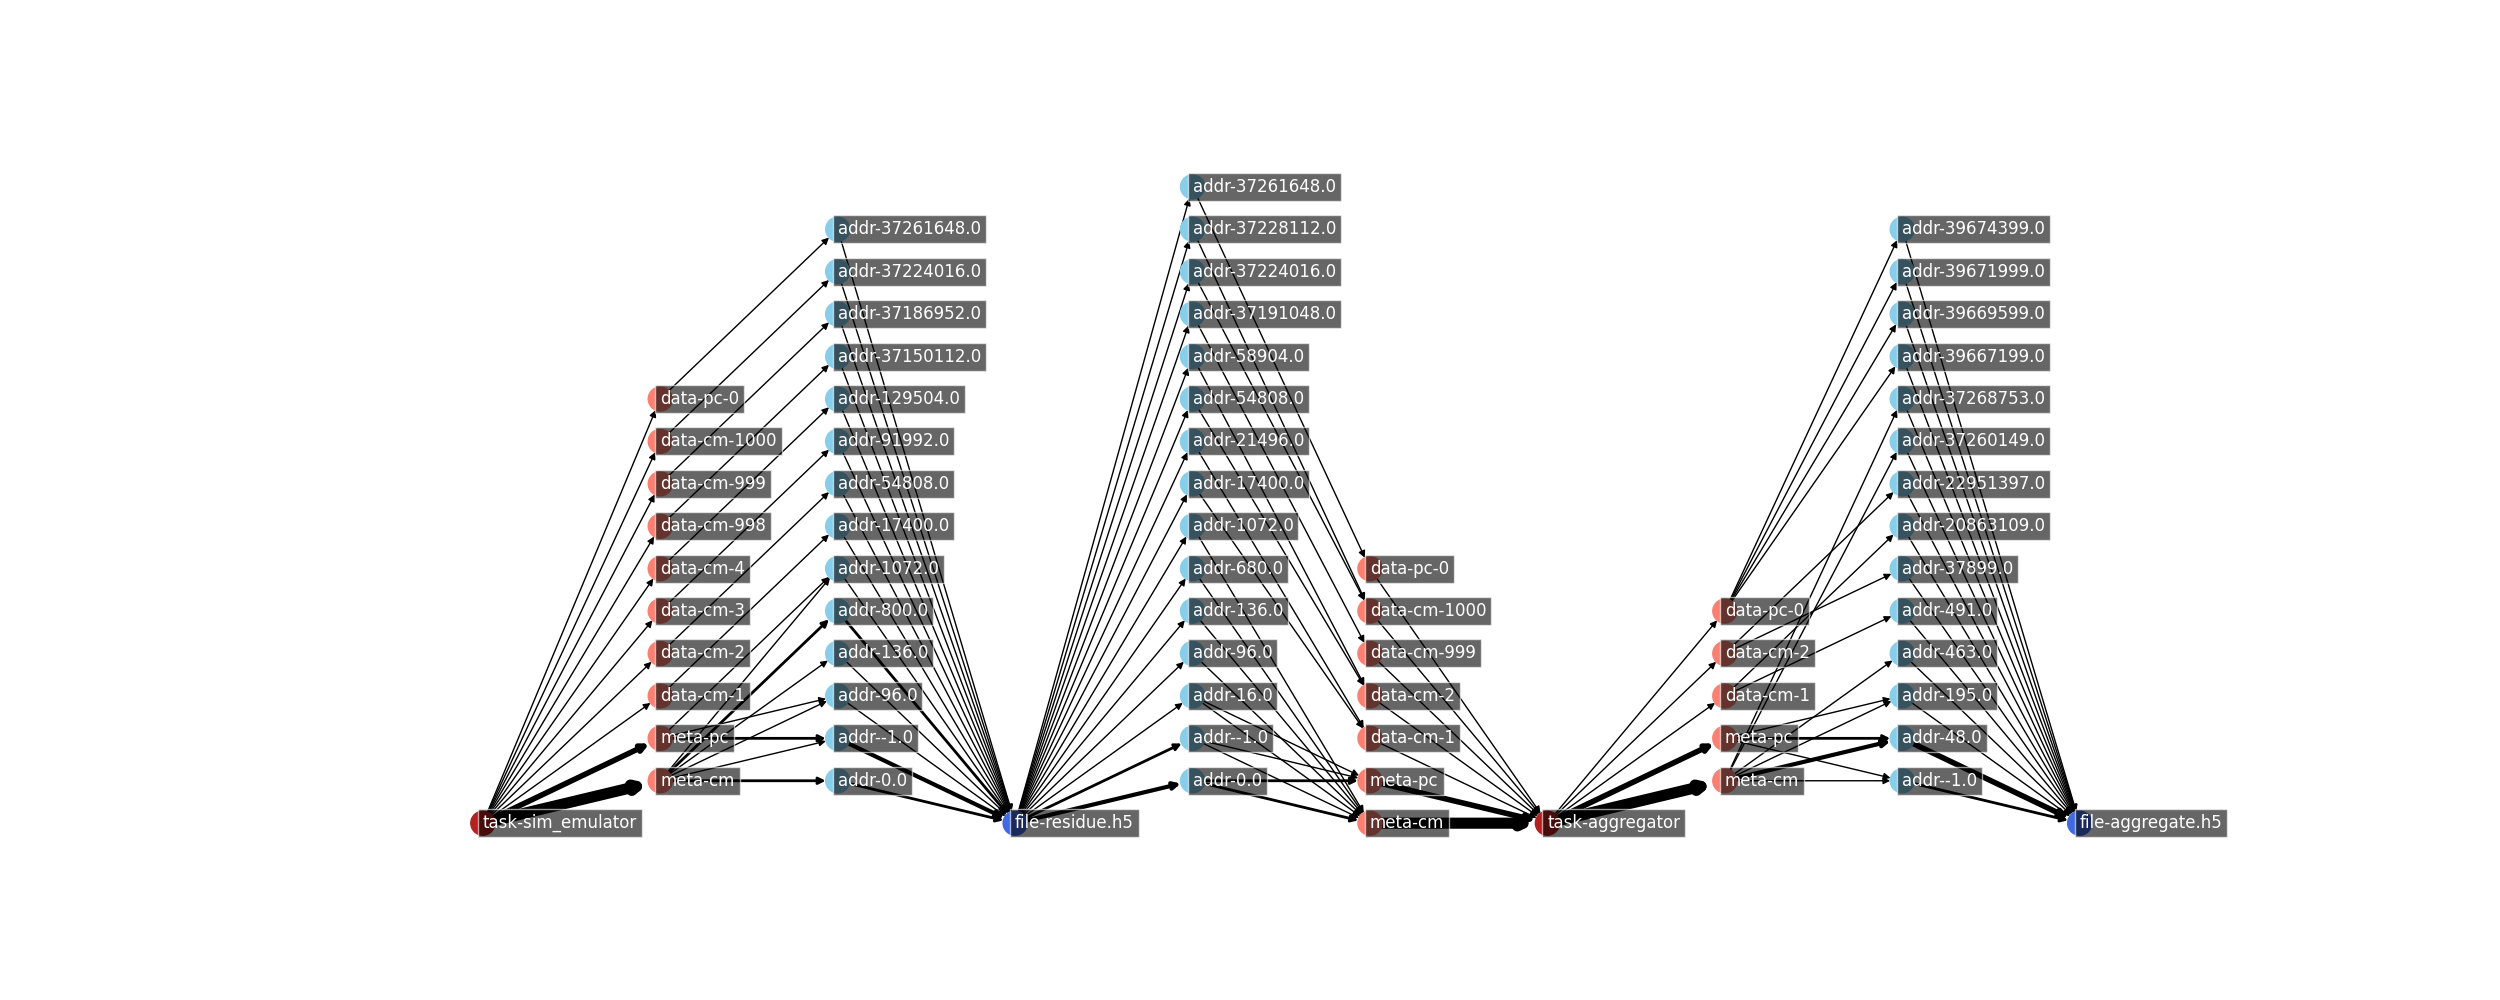 task-sim_emulator
data-pc-0
data-cm-1000
data-cm-999
data-cm-998
data-cm-4
data-cm-3
data-cm-2
data-cm-1
meta-pc
meta-cm
addr-37261648.0
addr-37224016.0
addr-37186952.0
addr-37150112.0
addr-129504.0
addr-91992.0
addr-54808.0
addr-17400.0
addr-1072.0
addr-800.0
addr-136.0
addr-96.0
addr--1.0
addr-0.0
file-residue.h5
addr-37261648.0
addr-37228112.0
addr-37224016.0
addr-37191048.0
addr-58904.0
addr-54808.0
addr-21496.0
addr-17400.0
addr-1072.0
addr-680.0
addr-136.0
addr-96.0
addr-16.0
addr--1.0
addr-0.0
data-pc-0
data-cm-1000
data-cm-999
data-cm-2
data-cm-1
meta-pc
meta-cm
task-aggregator
data-pc-0
data-cm-2
data-cm-1
meta-pc
meta-cm
addr-39674399.0
addr-39671999.0
addr-39669599.0
addr-39667199.0
addr-37268753.0
addr-37260149.0
addr-22951397.0
addr-20863109.0
addr-37899.0
addr-491.0
addr-463.0
addr-195.0
addr-48.0
addr--1.0
file-aggregate.h5